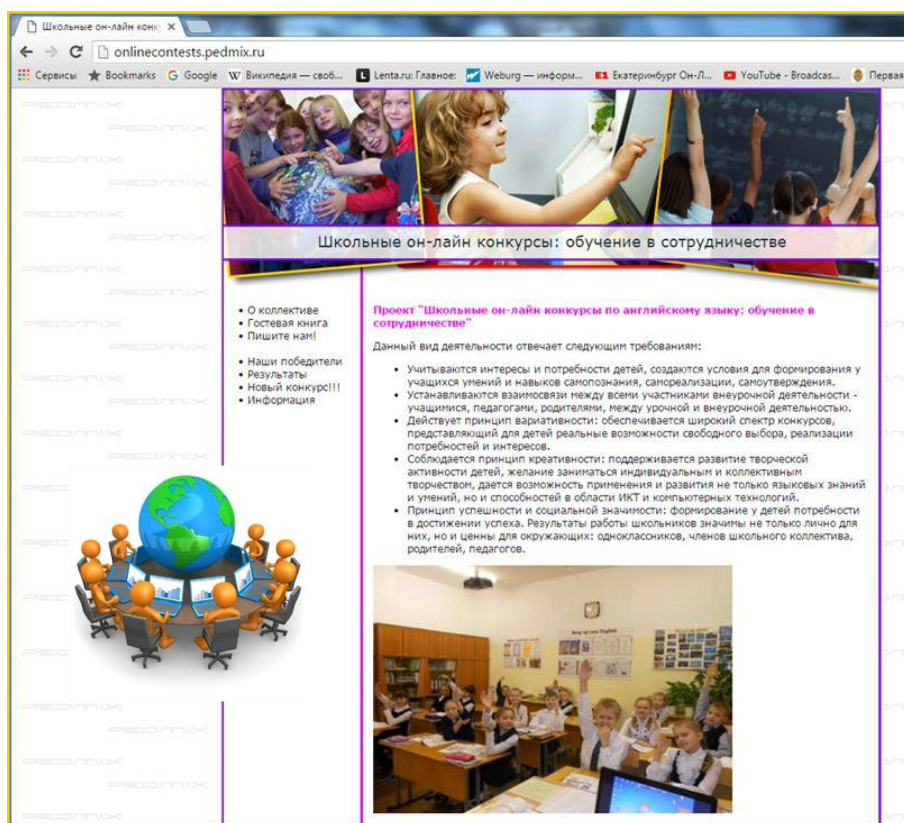 Школьные он-лайн конк
onlinecontests.pedmix.ru
Сервисы Bookmarks Google Википедия — своб... Lenta.ru: Главное: Weburg — информ... Екатеринбург Он-Л... YouTube - Broadcas... Первая
PEDMIX
Школьные он-лайн конкурсы: обучение в сотрудничестве
• О коллективе
• Гостевая книга
• Пишите нам!
• Наши победители
• Результаты
• Новый конкурс!!!
• Информация
Проект "Школьные он-лайн конкурсы по английскому языку: обучение в
сотрудничестве"
Данный вид деятельности отвечает следующим требованиям:
• Учитываются интересы и потребности детей, создаются условия для формирования у
учащихся умений и навыков самопознания, самореализации, самоутверждения.
• Устанавливаются взаимосвязи между всеми участниками внеурочной деятельности -
учащимися, педагогами, родителями, между урочной и внеурочной деятельностью.
• Действует принцип вариативности: обеспечивается широкий спектр конкурсов,
представляющий для детей реальные возможности свободного выбора, реализации
потребностей и интересов.
• Соблюдается принцип креативности: поддерживается развитие творческой
активности детей, желание заниматься индивидуальным и коллективным
творчеством, дается возможность применения и развития не только языковых знаний
и умений, но и способностей в области ИКТ и компьютерных технологий.
• Принцип успешности и социальной значимости: формирование у детей потребности
в достижении успеха. Результаты работы школьников значимы не только лично для
них, но и ценны для окружающих: одноклассников, членов школьного коллектива,
родителей, педагогов.
Keep up your English